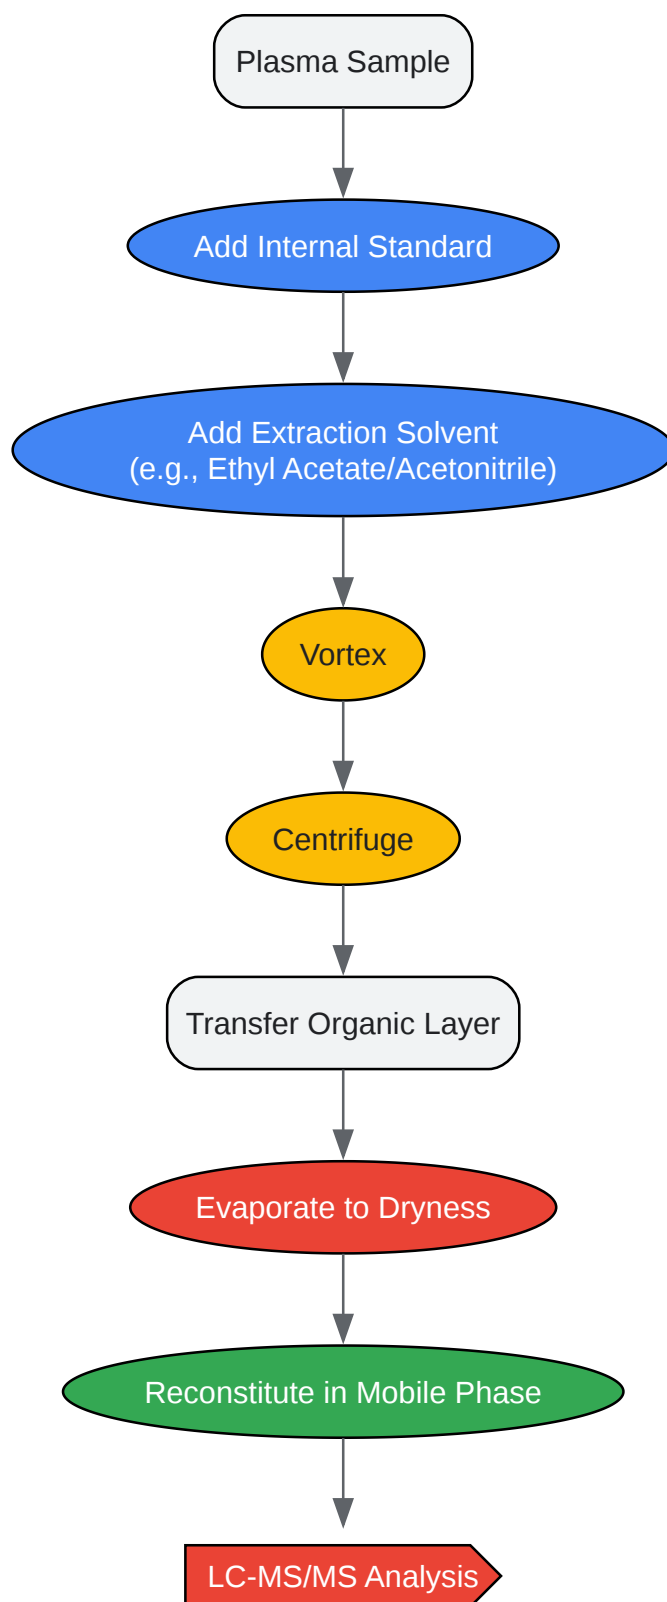 Plasma Sample
Add Internal Standard
Add Extraction Solvent
(e.g., Ethyl Acetate/Acetonitrile)
Vortex
Centrifuge
Transfer Organic Layer
Evaporate to Dryness
Reconstitute in Mobile Phase
LC-MS/MS Analysis